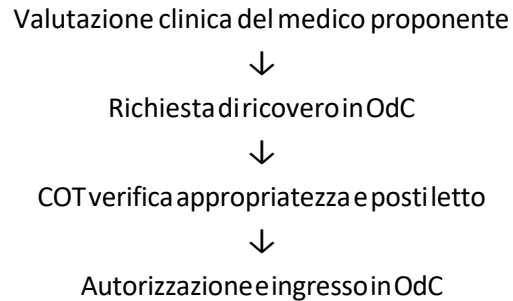 Valutazione clinica del medico proponente
↓
Richiesta di ricovero in OdC
↓
COT verifica appropriatezza e posti letto
↓
Autorizzazione e ingresso in OdC